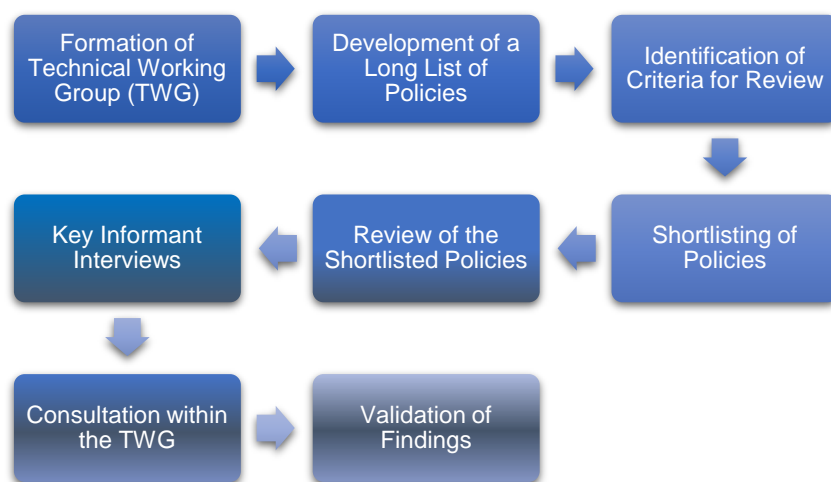 Formation of
Technical Working
Group (TWG)
Development of a
Long List of
Policies
Identification of
Criteria for Review
Shortlisting of
Policies
Review of the
Shortlisted Policies
Key Informant
Interviews
Consultation within
the TWG
Validation of
Findings